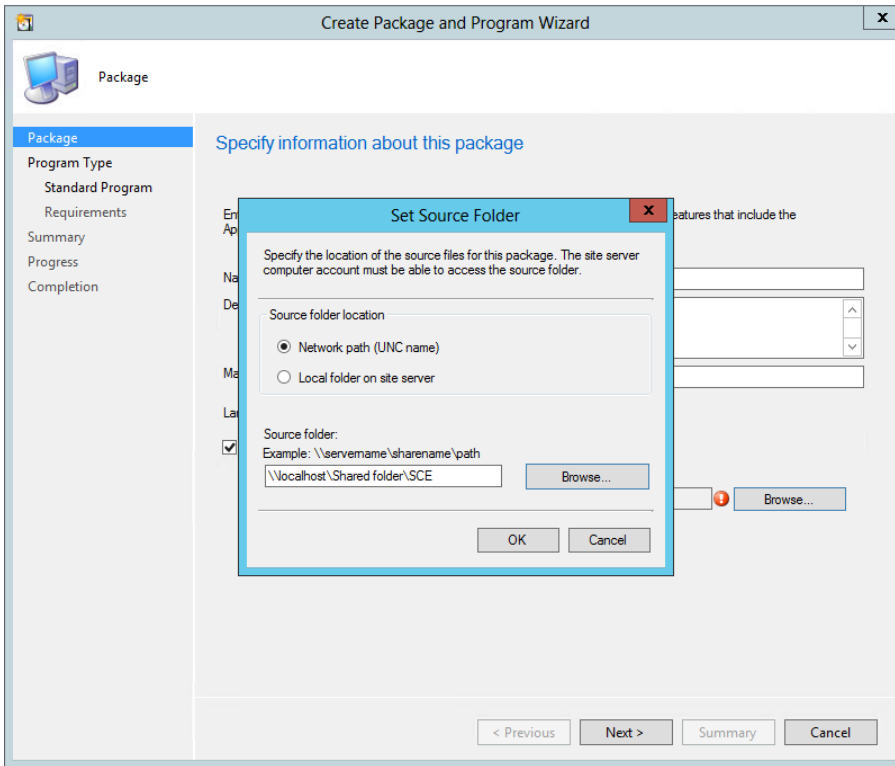 Create Package and Program Wizard
x
Package
Package
Program Type
Standard Program
Requirements
Summary
Progress
Completion
Specify information about this package
Set Source Folder
x
eatures that include the
Ap
Na
De
Ma
Specify the location of the source files for this package. The site server
computer account must be able to access the source folder.
Source folder location
Network path (UNC name)
Local folder on site server
Source folder:
Example: \\servername\sharename\path
\\localhost\Shared folder\SCE
Browse...
Browse...
OK
Cancel
< Previous
Next >
Summary
Cancel